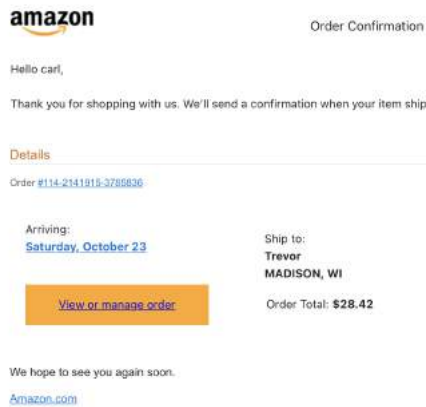 amazon
Order Confirmation
Hello carl,
Thank you for shopping with us. We'll send a confirmation when your item ship
Details
Order #114-2141915-3785836
Arriving:
Saturday, October 23
Ship to:
Trevor
MADISON, WI
View or manage order
Order Total: $28.42
We hope to see you again soon.
Amazon.com